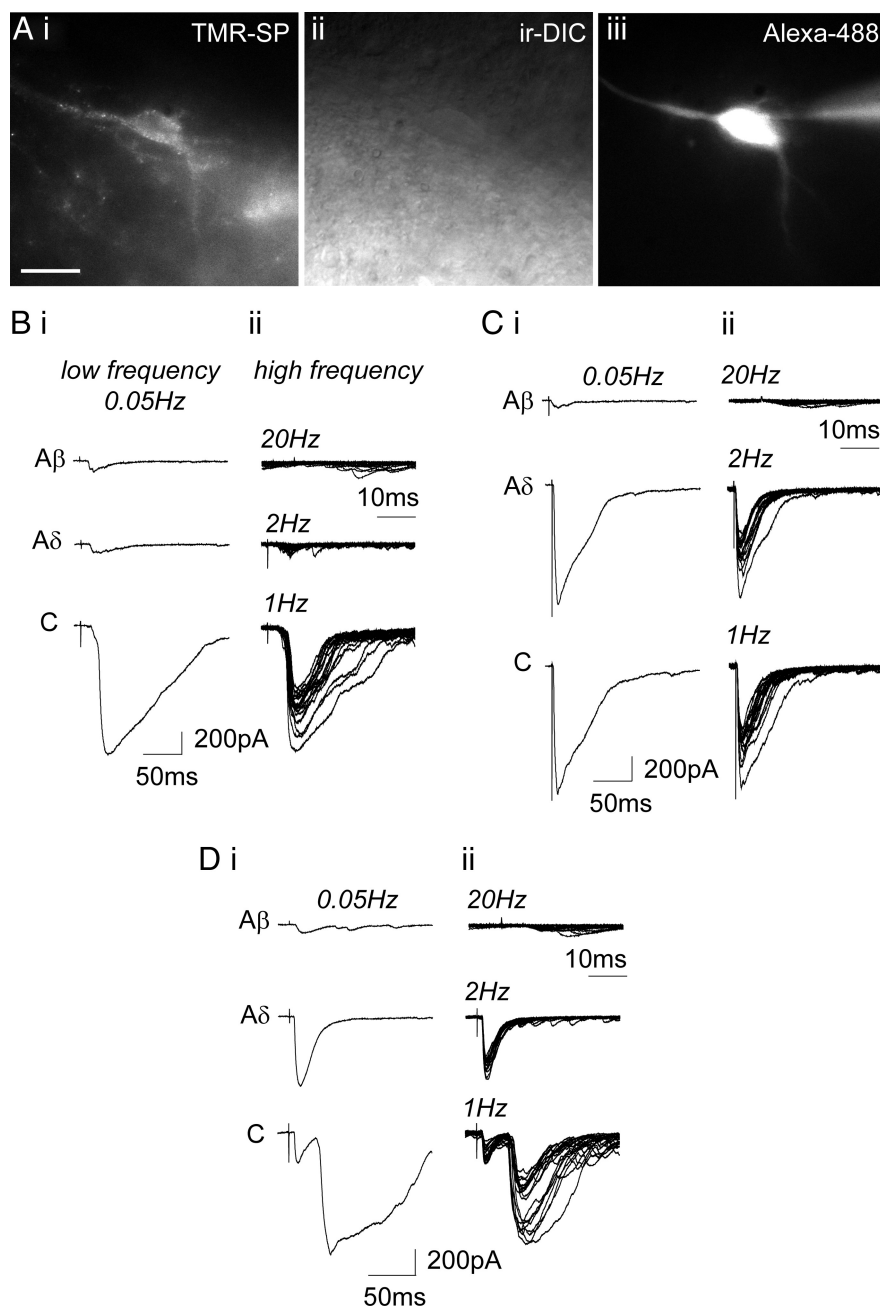 A i
TMR-SP
ii
ir-DIC
iii
Alexa-488
B i
ii
low frequency
0.05Hz
high frequency
Aβ
20Hz
10ms
Aδ
2Hz
C
1Hz
200pA
50ms
C i
ii
0.05Hz
20Hz
Aβ
10ms
Aδ
2Hz
C
1Hz
200pA
50ms
D i
ii
0.05Hz
20Hz
Aβ
10ms
Aδ
2Hz
C
1Hz
200pA
50ms